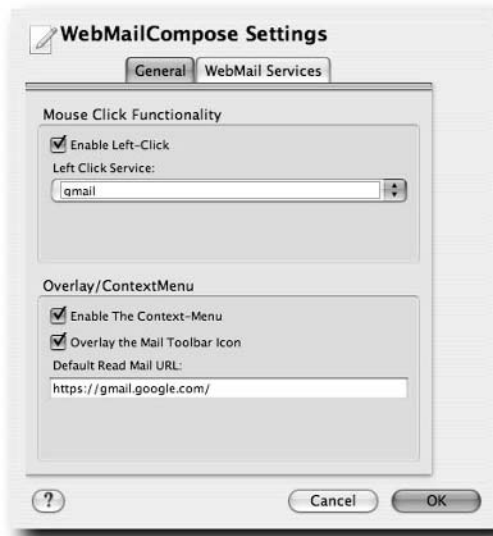 WebMailCompose Settings
General WebMail Services
Mouse Click Functionality
Enable Left-Click
Left Click Service:
gmail
Overlay/ContextMenu
Enable The Context-Menu
Overlay the Mail Toolbar Icon
Default Read Mail URL:
https://gmail.google.com/
? Cancel OK